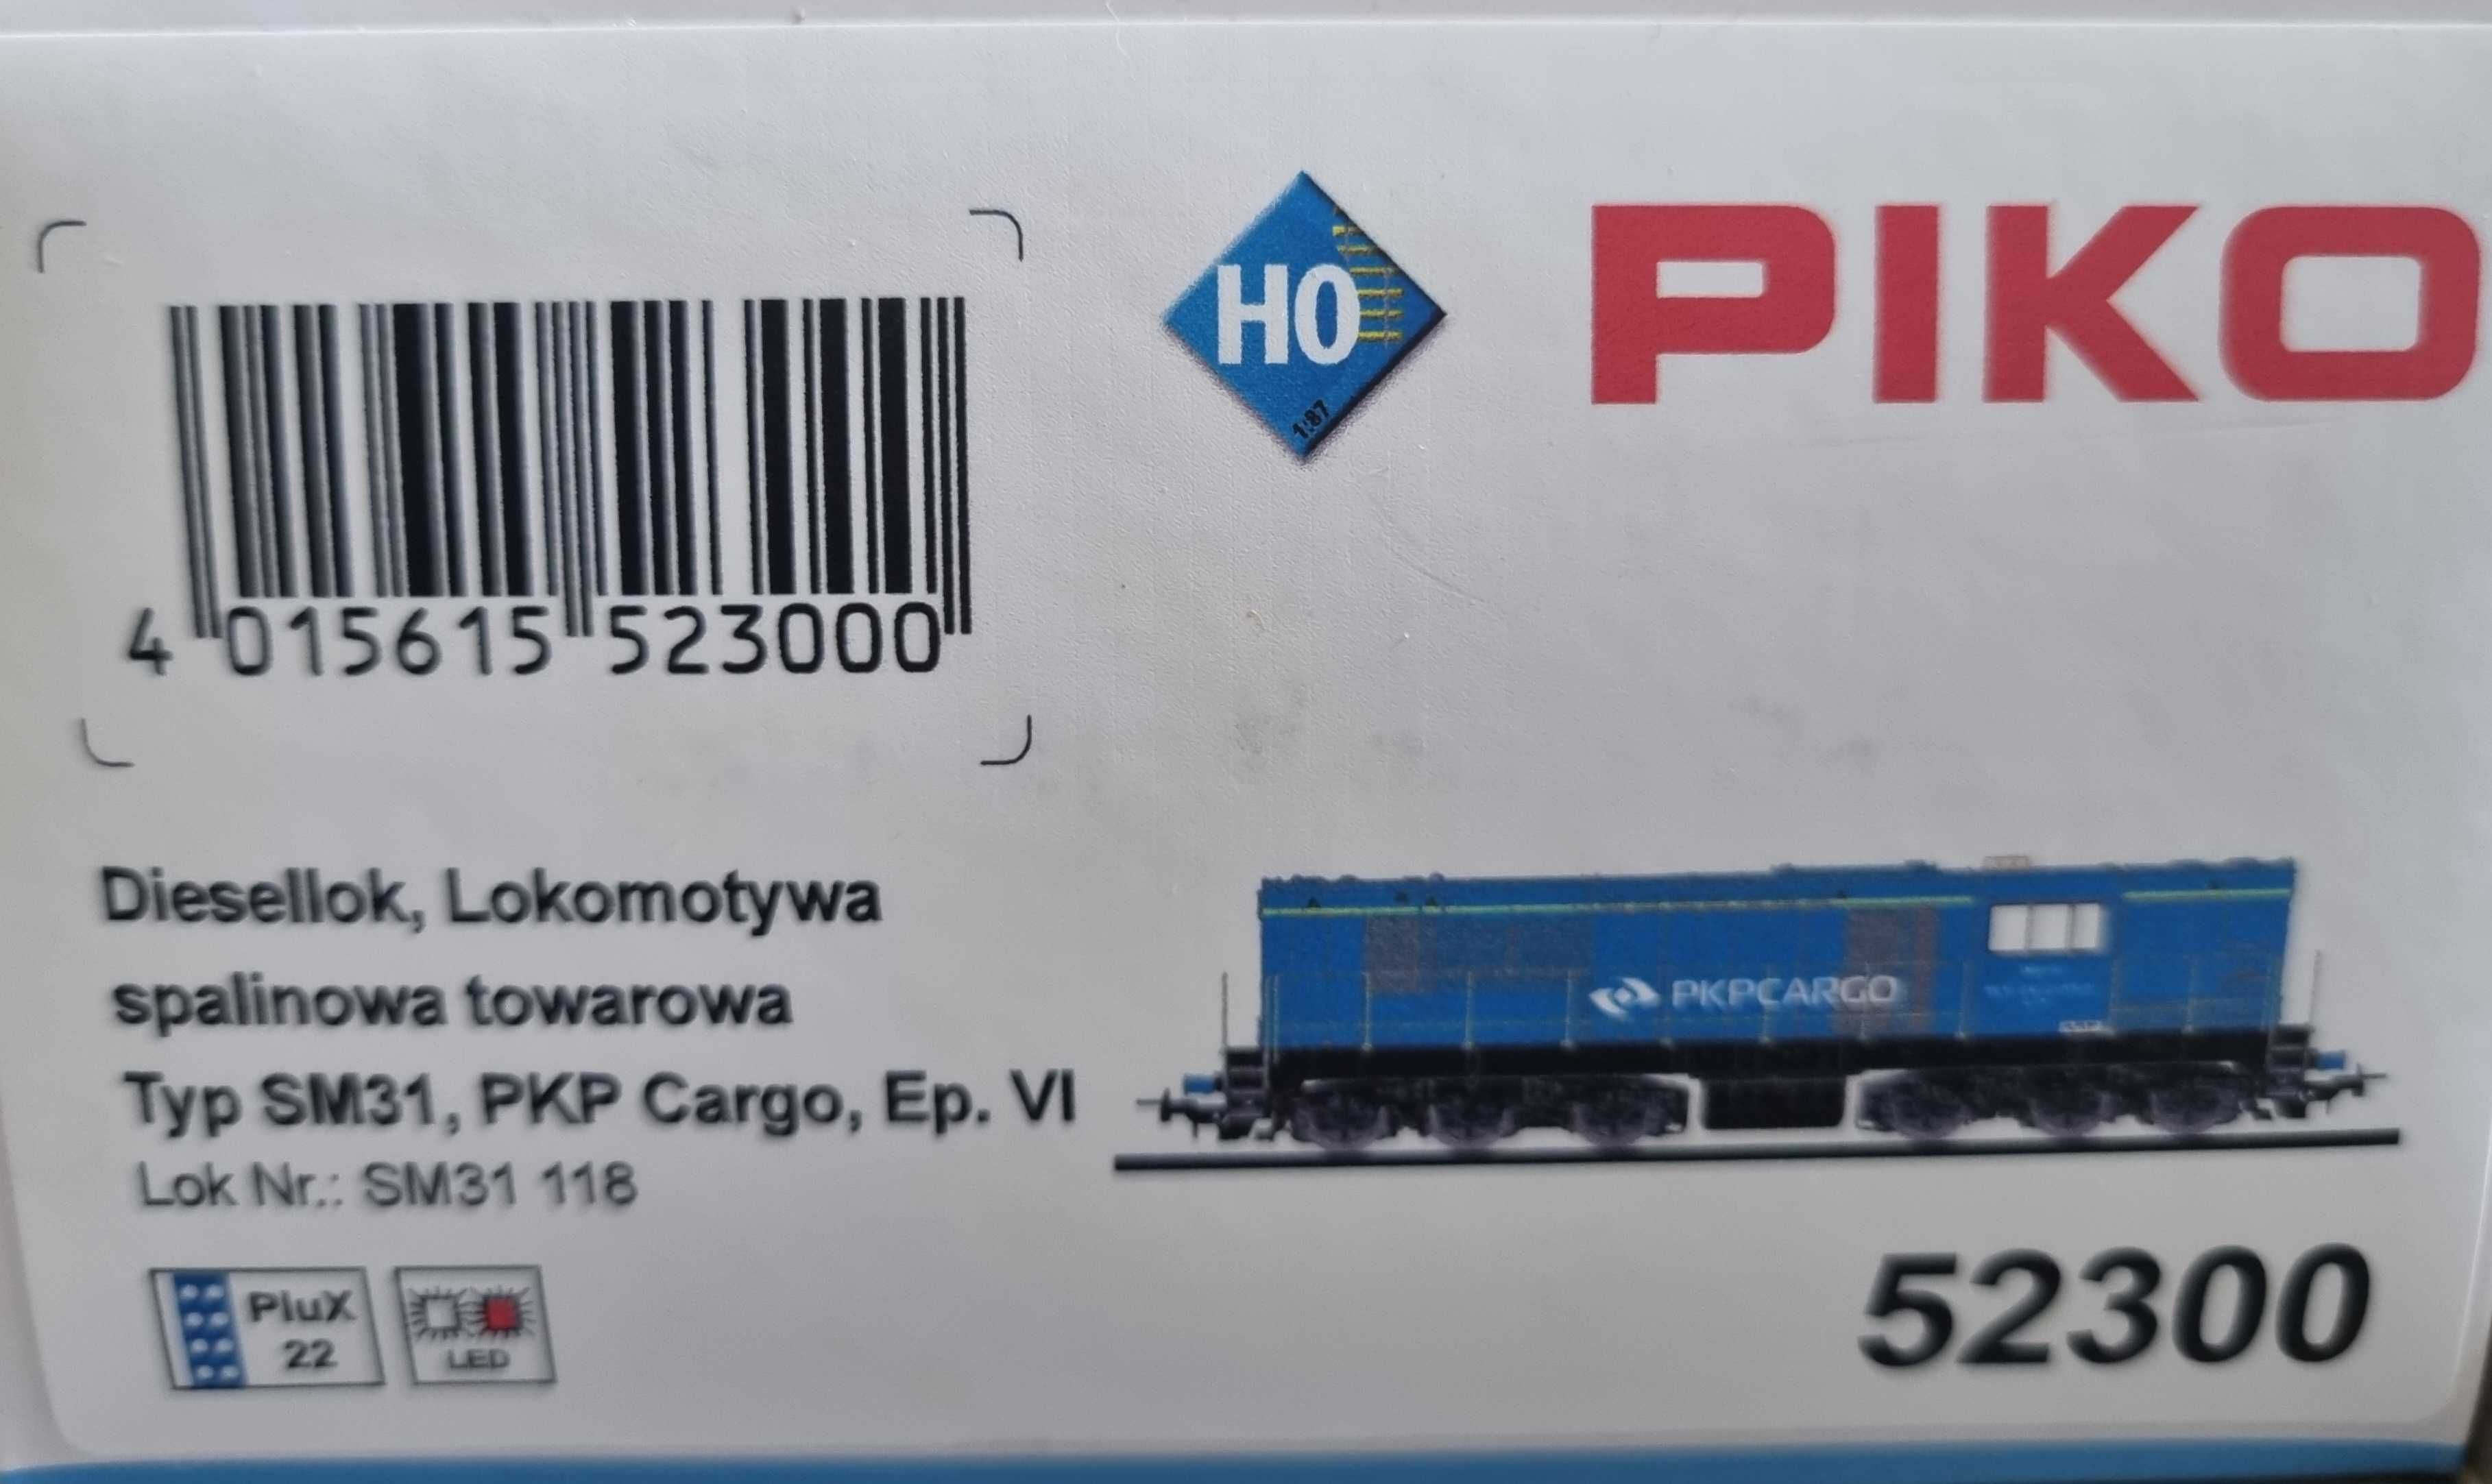 H0
1:87
PIKO
4 015615 523000
Diesellok, Lokomotywa
spalinowa towarowa
Typ SM31, PKP Cargo, Ep. VI
Lok Nr.: SM31 118
PKPCARGO
PluX
22
LED
52300